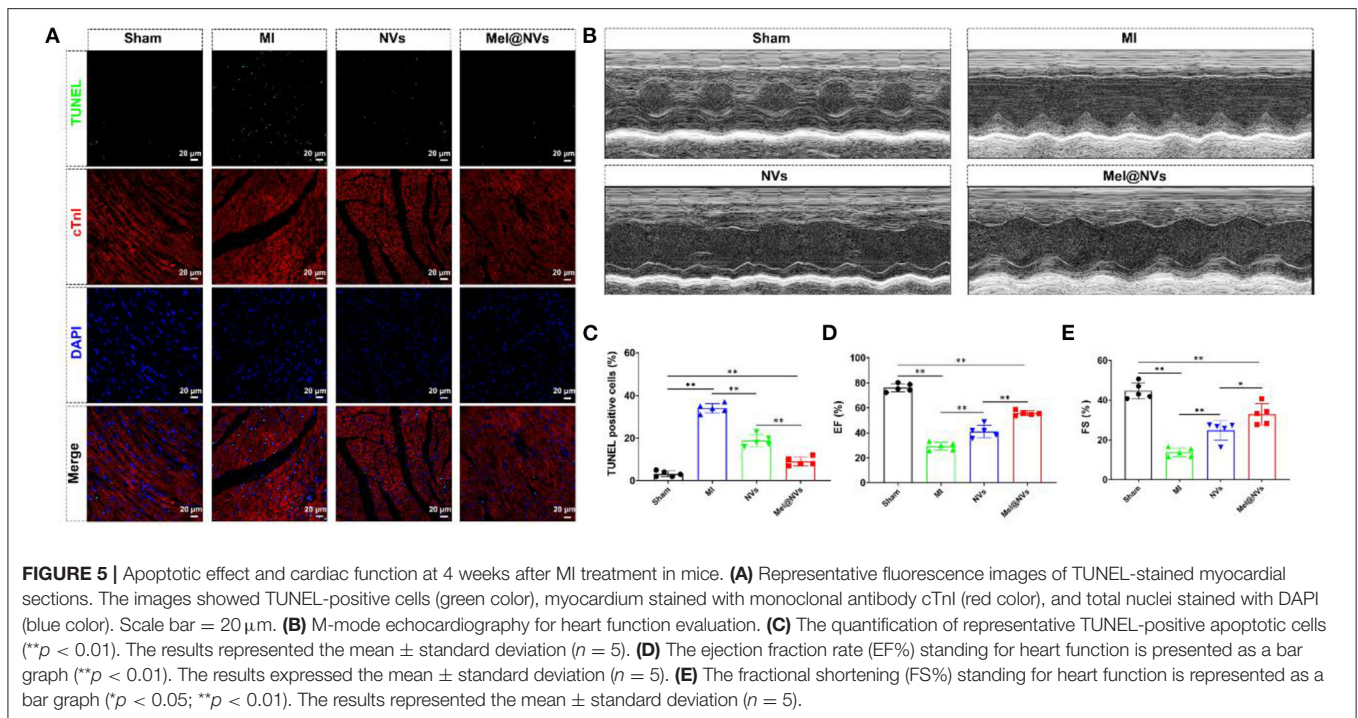 A
Sham
MI
NVs
Mel@NVs
TUNEL
20 μm
20 μm
20 μm
20 μm
cTnI
20 μm
20 μm
20 μm
20 μm
DAPI
20 μm
20 μm
20 μm
20 μm
Merge
20 μm
20 μm
20 μm
20 μm
B
Sham
MI
NVs
Mel@NVs
C
TUNEL positive cells (%)
60
40
20
0
**
**
**
**
Sham
MI
NVs
Mel@NVs
D
EF (%)
100
80
60
40
20
0
**
**
**
**
Sham
MI
NVs
Mel@NVs
E
FS (%)
60
40
20
0
**
**
*
**
Sham
MI
NVs
Mel@NVs
FIGURE 5 | Apoptotic effect and cardiac function at 4 weeks after MI treatment in mice. (A) Representative fluorescence images of TUNEL-stained myocardial
sections. The images showed TUNEL-positive cells (green color), myocardium stained with monoclonal antibody cTnI (red color), and total nuclei stained with DAPI
(blue color). Scale bar = 20 μm. (B) M-mode echocardiography for heart function evaluation. (C) The quantification of representative TUNEL-positive apoptotic cells
(**p < 0.01). The results represented the mean ± standard deviation (n = 5). (D) The ejection fraction rate (EF%) standing for heart function is presented as a bar
graph (**p < 0.01). The results expressed the mean ± standard deviation (n = 5). (E) The fractional shortening (FS%) standing for heart function is represented as a
bar graph (*p < 0.05; **p < 0.01). The results represented the mean ± standard deviation (n = 5).